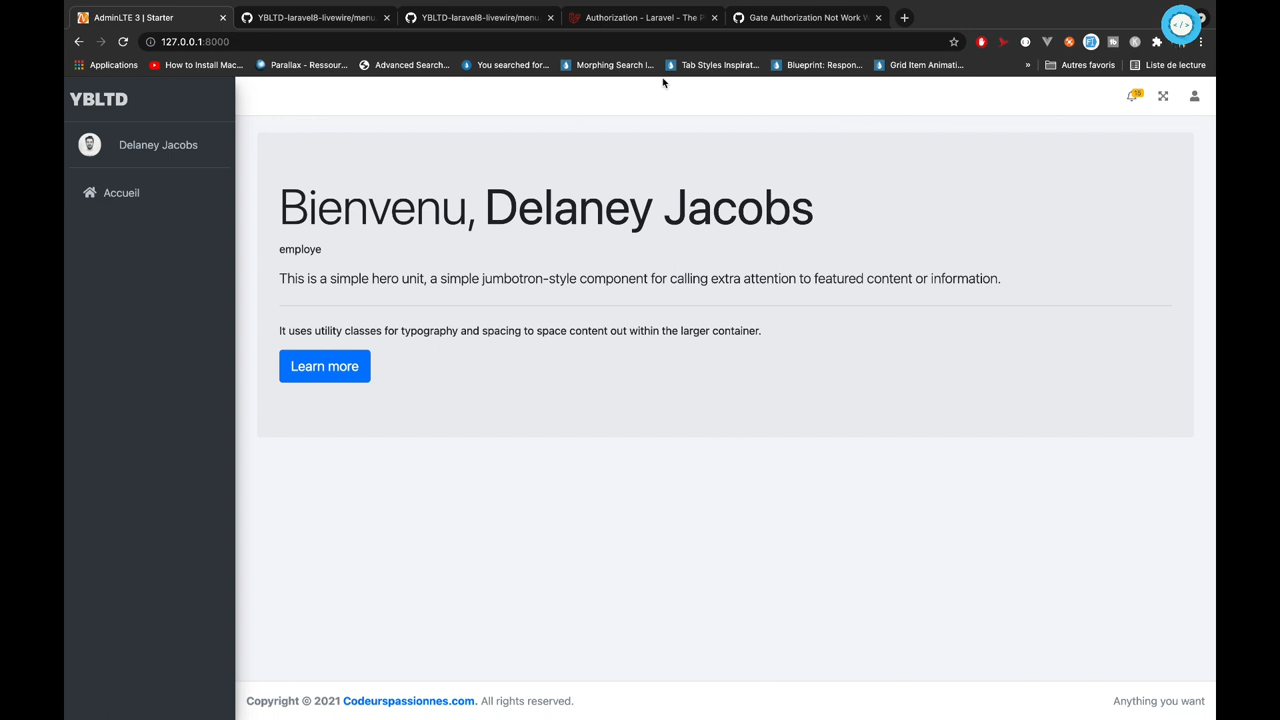 AdminLTE 3 | Starter
YBLTD-laravel8-livewire/menu.
YBLTD-laravel8-livewire/menu.
Authorization - Laravel - The P
Gate Authorization Not Work W
127.0.0.1:8000
Applications
How to Install Mac...
Parallax - Ressour...
Advanced Search...
You searched for...
Morphing Search I...
Tab Styles Inspirat...
Blueprint: Respon...
Grid Item Animati...
»
Autres favoris
Liste de lecture
YBLTD
15
Delaney Jacobs
Accueil
Bienvenu, Delaney Jacobs
employe
This is a simple hero unit, a simple jumbotron-style component for calling extra attention to featured content or information.
It uses utility classes for typography and spacing to space content out within the larger container.
Learn more
Copyright © 2021 Codeurspassionnes.com. All rights reserved.
Anything you want